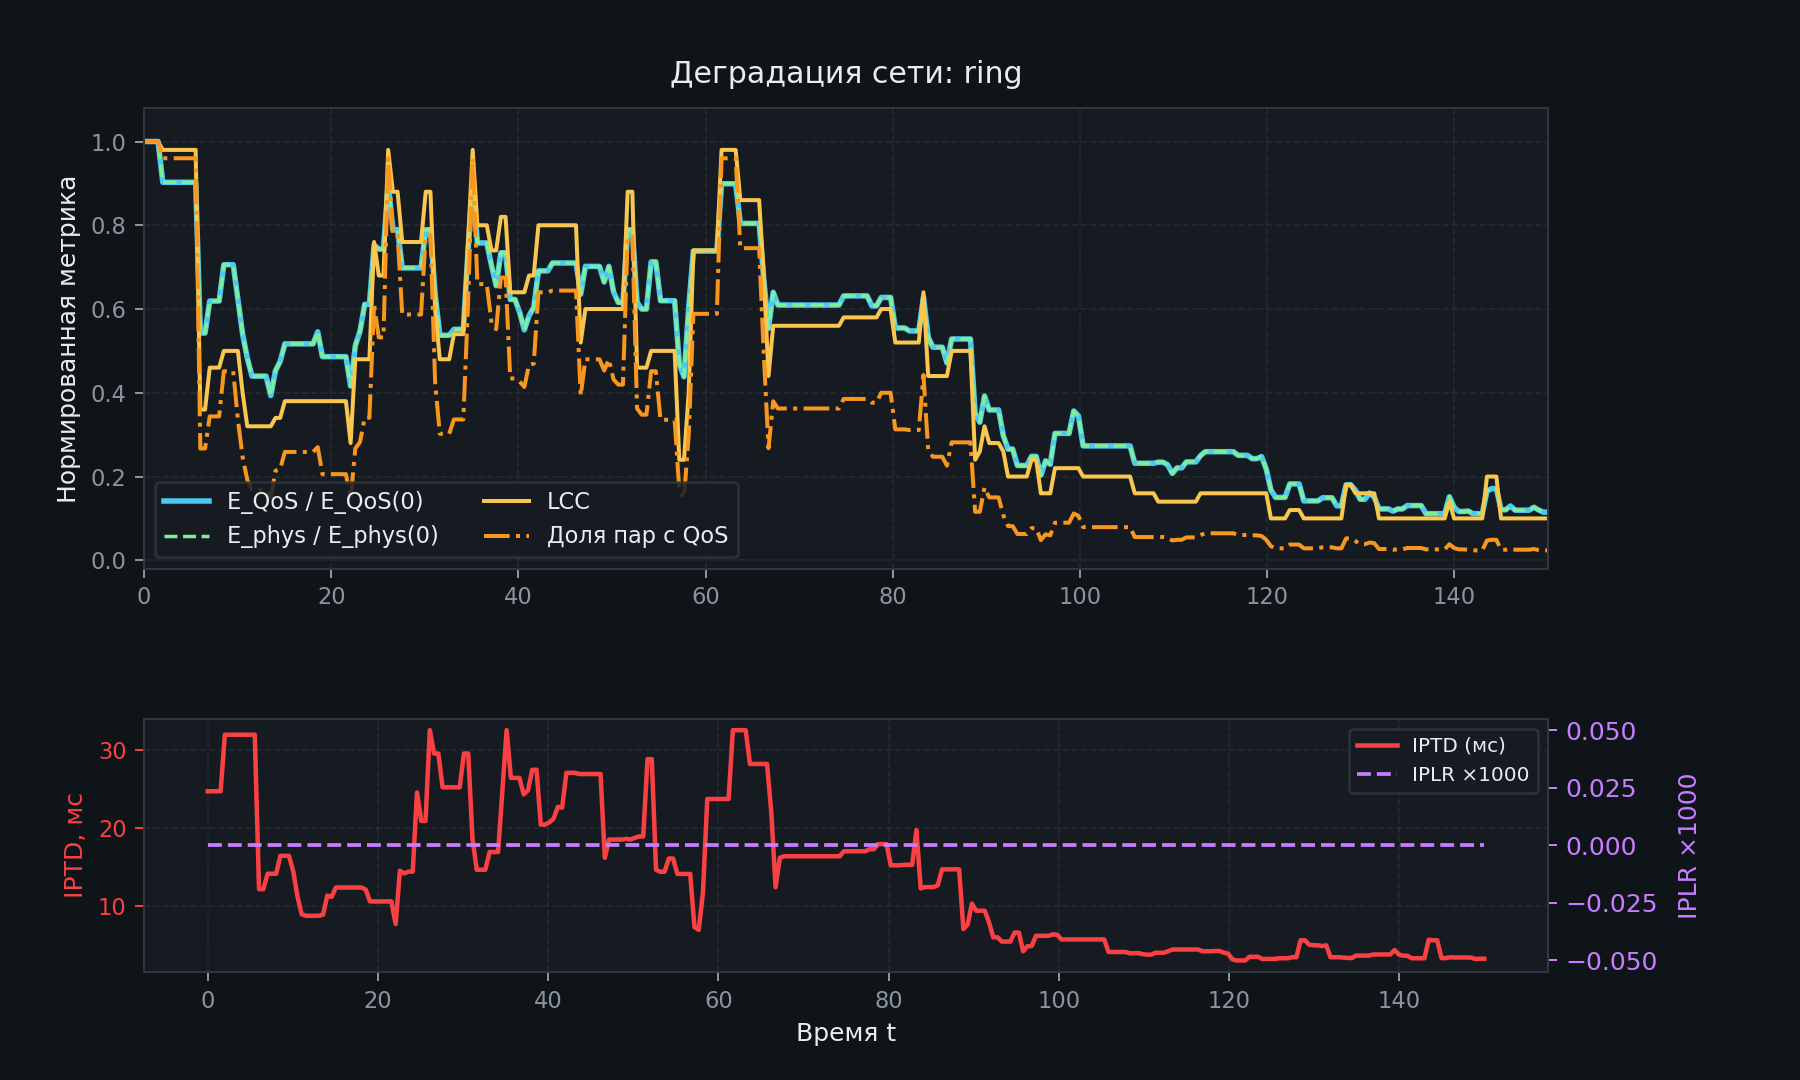 Деградация сети: ring
Нормированная метрика
1.0
0.8
0.6
0.4
0.2
0.0
E_QoS / E_QoS(0)
E_phys / E_phys(0)
LCC
Доля пар с QoS
0 20 40 60 80 100 120 140
IPTD, мс
30
20
10
IPTD (мс)
IPLR ×1000
0.050
0.025
0.000
−0.025
−0.050
IPLR ×1000
0 20 40 60 80 100 120 140
Время t